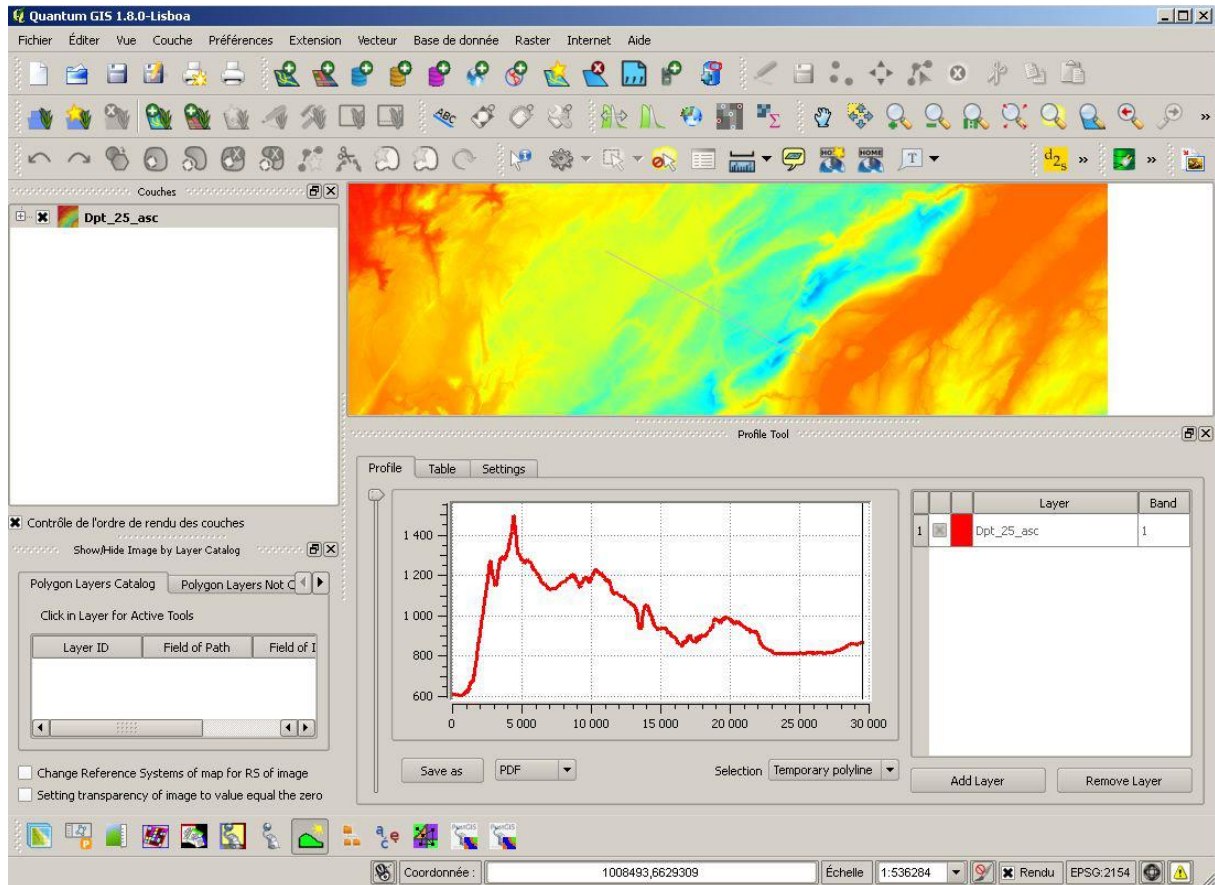 Quantum GIS 1.8.0-Lisboa
Fichier Éditer Vue Couche Préférences Extension Vecteur Base de donnée Raster Internet Aide
ABC
»
HOME
T
d2s » »
Couches
Dpt_25_asc
Contrôle de l'ordre de rendu des couches
Show/Hide Image by Layer Catalog
Polygon Layers Catalog Polygon Layers Not C
Click in Layer for Active Tools
Layer ID Field of Path Field of I
Change Reference Systems of map for RS of image
Setting transparency of image to value equal the zero
Profile Tool
Profile Table Settings
1 400
1 200
1 000
800
600
0 5 000 10 000 15 000 20 000 25 000 30 000
Save as PDF Selection Temporary polyline
Layer Band
1 Dpt_25_asc 1
Add Layer Remove Layer
Coordonnée : 1008493,6629309 Échelle 1:536284 Rendu EPSG:2154